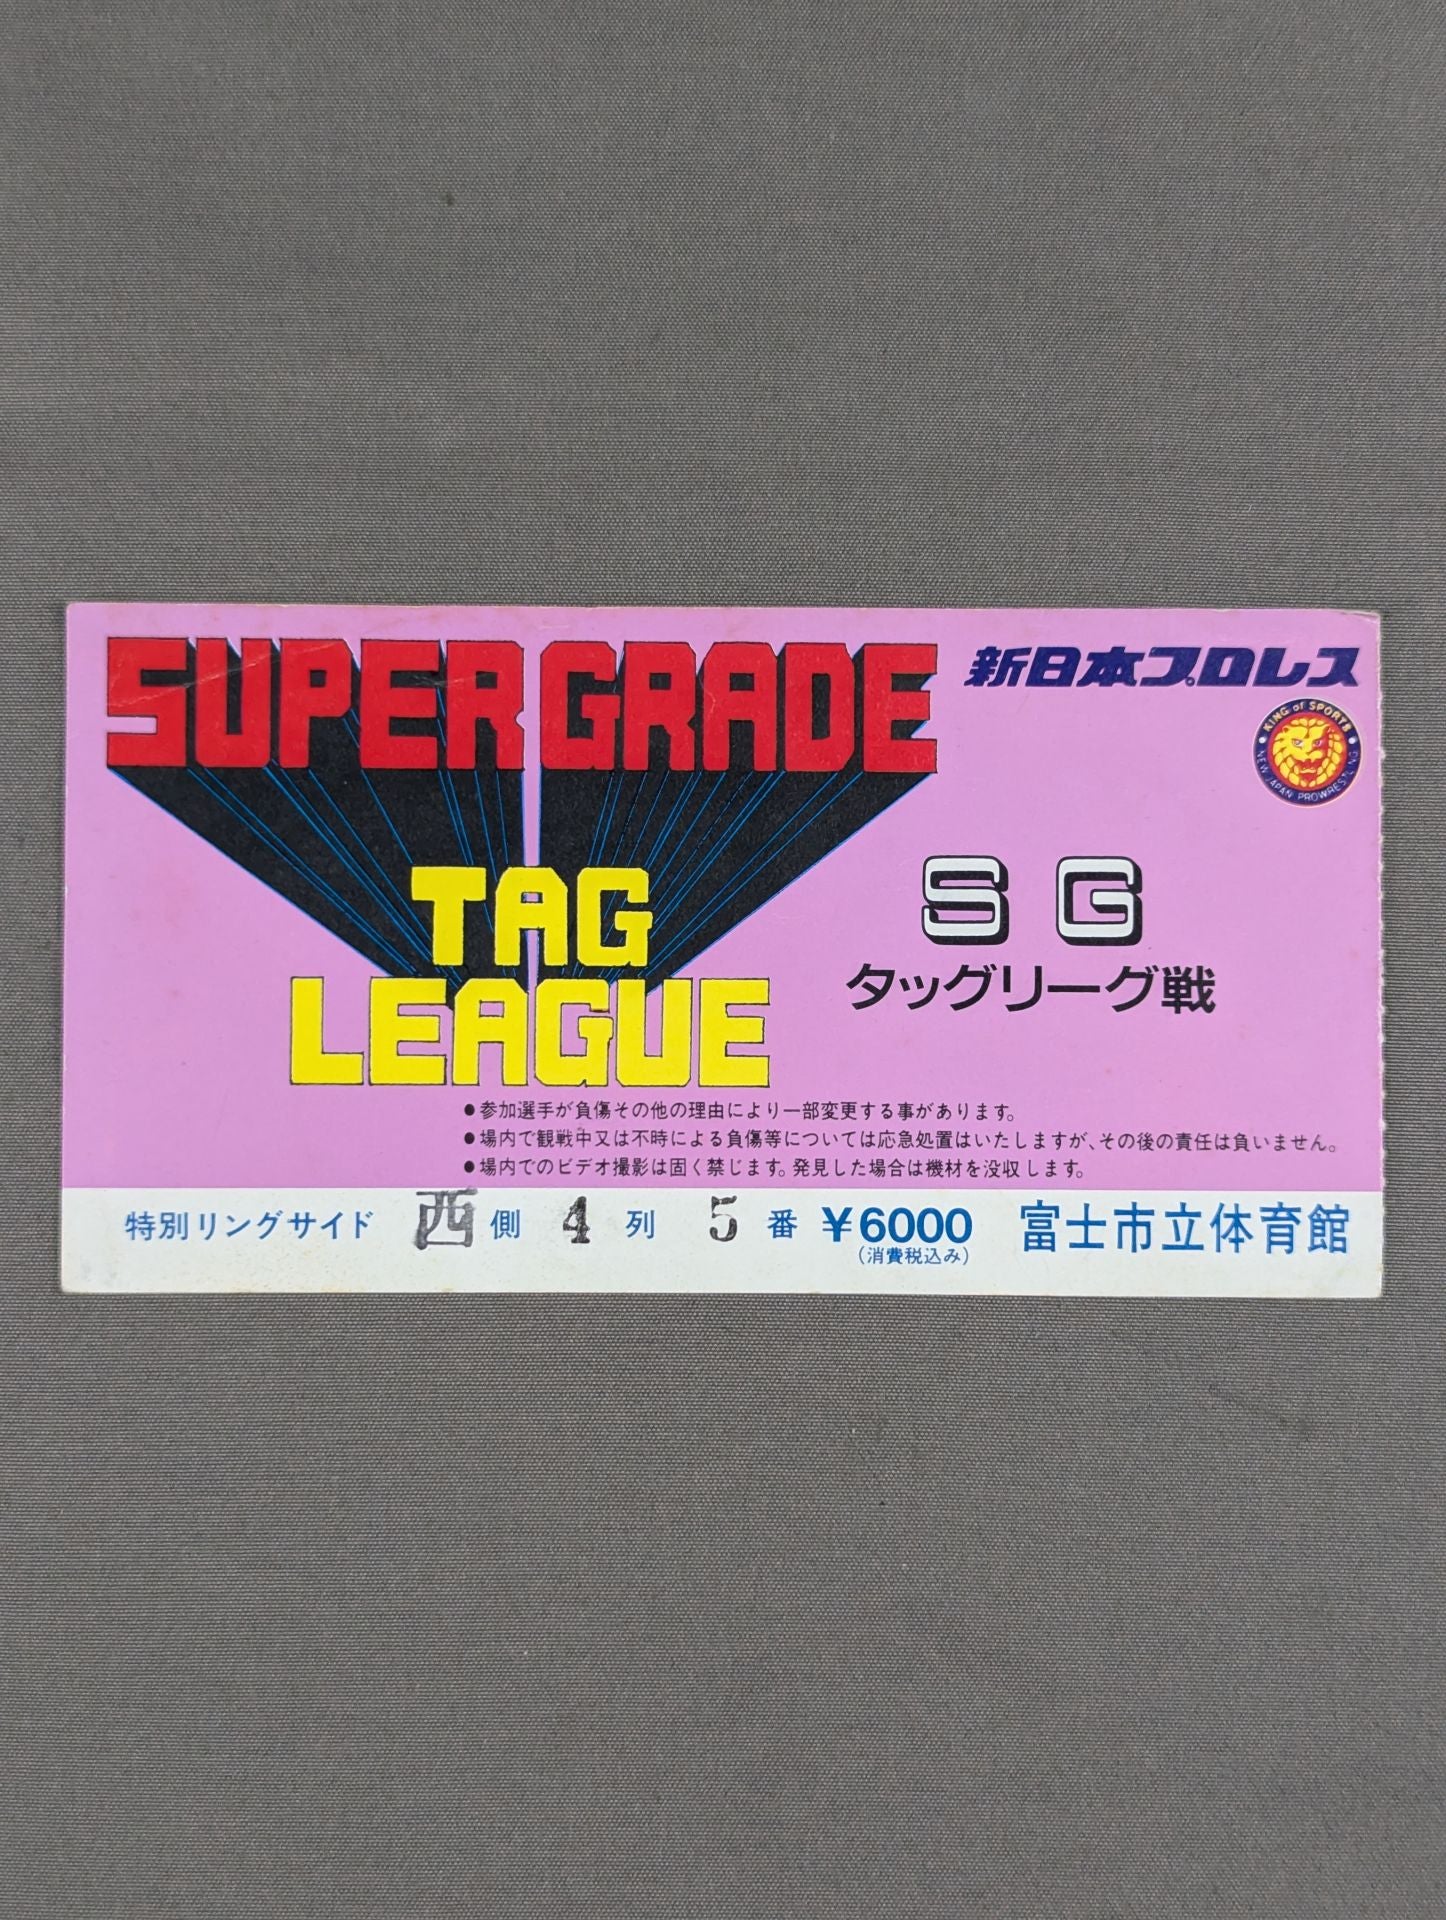 SUPER GRADE
TAG
LEAGUE
新日本プロレス
KING of SPORTS
NEW JAPAN PROWRESTLING
SG
タッグリーグ戦
●参加選手が負傷その他の理由により一部変更する事があります。
●場内で観戦中又は不時による負傷等については応急処置はいたしますが、その後の責任は負いません。
●場内でのビデオ撮影は固く禁じます。発見した場合は機材を没収します。
特別リングサイド 西側 4列 5番 ¥6000 富士市立体育館
(消費税込み)